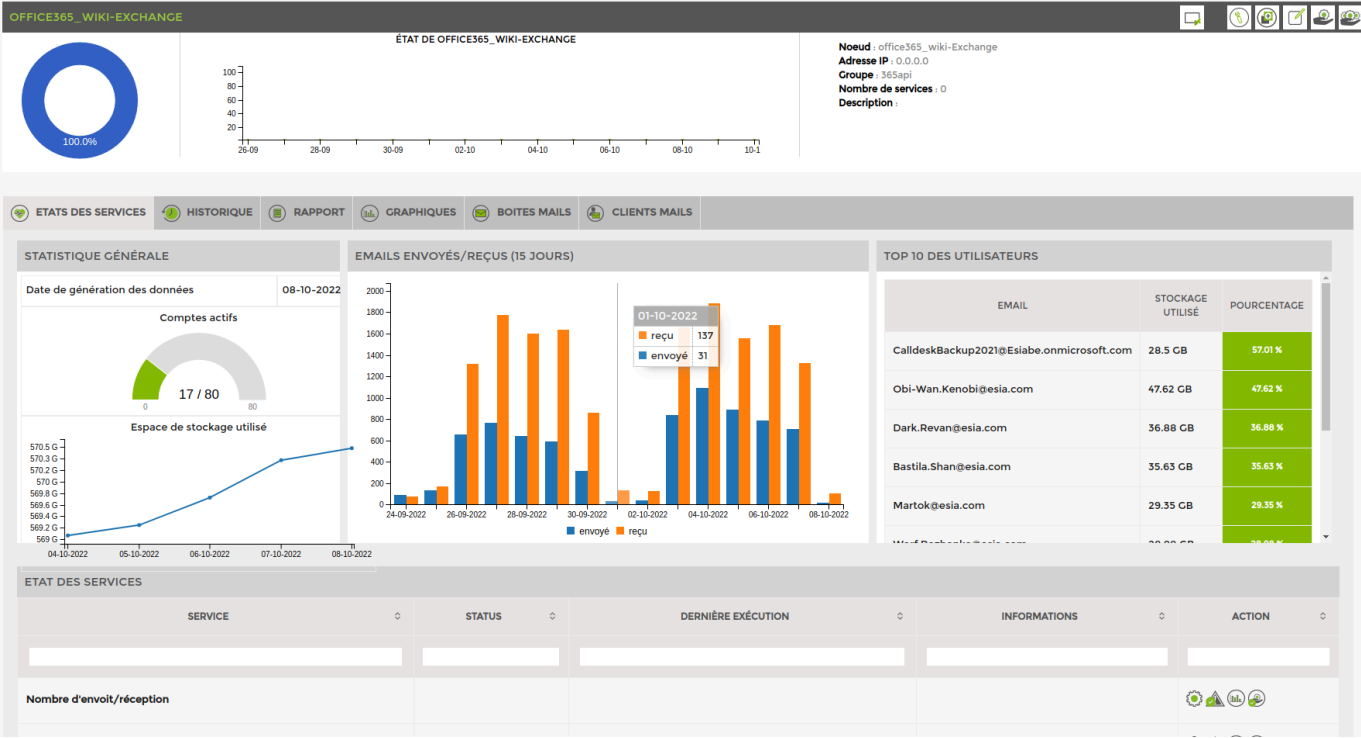 OFFICE365_WIKI-EXCHANGE
100.0%
ÉTAT DE OFFICE365_WIKI-EXCHANGE
100
80
60
40
20
26-09 28-09 30-09 02-10 04-10 06-10 08-10 10-1
Noeud : office365_wiki-Exchange
Adresse IP : 0.0.0.0
Groupe : 365api
Nombre de services : 0
Description :
ETATS DES SERVICES HISTORIQUE RAPPORT GRAPHIQUES BOITES MAILS CLIENTS MAILS
STATISTIQUE GÉNÉRALE
Date de génération des données 08-10-2022
Comptes actifs
17 / 80
0 80
Espace de stockage utilisé
570.5 G
570.3 G
570.2 G
570 G
569.8 G
569.6 G
569.4 G
569.2 G
569 G
04-10-2022 05-10-2022 06-10-2022 07-10-2022 08-10-2022
EMAILS ENVOYÉS/REÇUS (15 JOURS)
2000
1800
1600
1400
1200
1000
800
600
400
200
0
01-10-2022
reçu 137
envoyé 31
24-09-2022 26-09-2022 28-09-2022 30-09-2022 02-10-2022 04-10-2022 06-10-2022 08-10-2022
envoyé reçu
TOP 10 DES UTILISATEURS
EMAIL STOCKAGE UTILISÉ POURCENTAGE
CalldeskBackup2021@Esiabe.onmicrosoft.com 28.5 GB 57.01 %
Obi-Wan.Kenobi@esia.com 47.62 GB 47.62 %
Dark.Revan@esia.com 36.88 GB 36.88 %
Bastila.Shan@esia.com 35.63 GB 35.63 %
Martok@esia.com 29.35 GB 29.35 %
ETAT DES SERVICES
SERVICE STATUS DERNIÈRE EXÉCUTION INFORMATIONS ACTION
Nombre d'envoit/réception